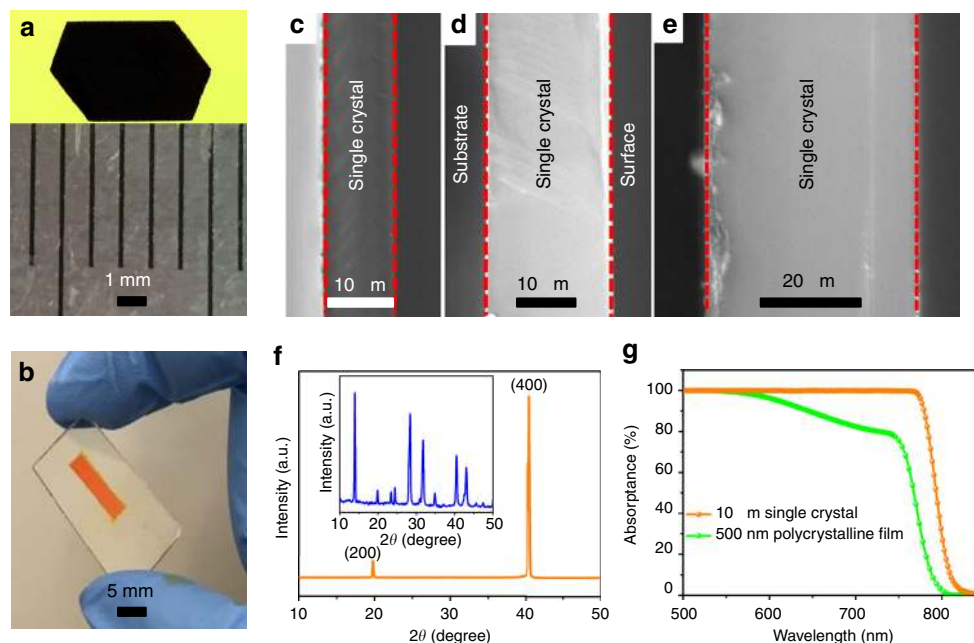 a
1 mm
b
5 mm
c
Single crystal
10 m
d
Substrate
Single crystal
Surface
10 m
e
Single crystal
20 m
f
(400)
(200)
Intensity (a.u.)
Intensity (a.u.)
10 20 30 40 50
2θ (degree)
10 20 30 40 50
2θ (degree)
g
100
80
60
40
20
0
Absorptance (%)
10 m single crystal
500 nm polycrystalline film
500 600 700 800
Wavelength (nm)